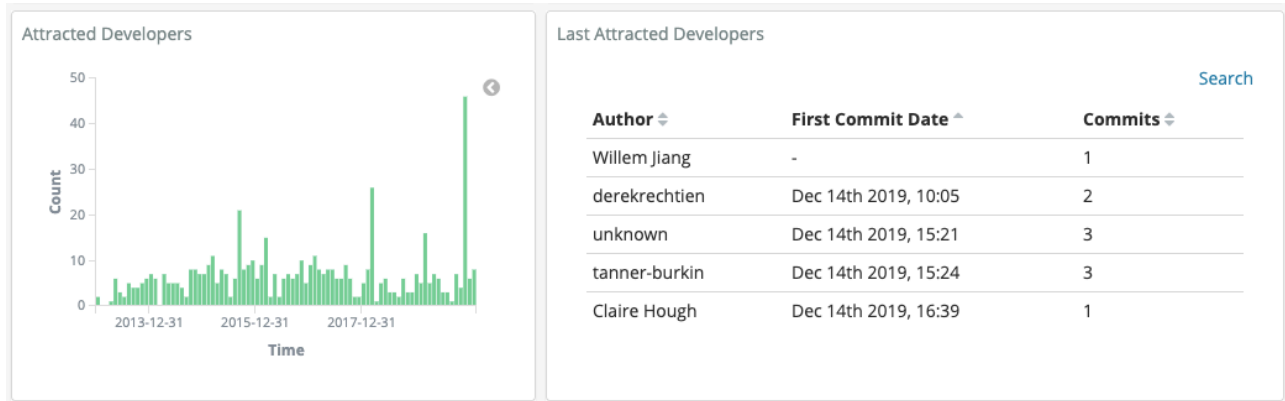 Attracted Developers
50
40
30
20
10
0
Count
2013-12-31 2015-12-31 2017-12-31
Time
Last Attracted Developers
Search
Author First Commit Date Commits
Willem Jiang - 1
derekrechtien Dec 14th 2019, 10:05 2
unknown Dec 14th 2019, 15:21 3
tanner-burkin Dec 14th 2019, 15:24 3
Claire Hough Dec 14th 2019, 16:39 1